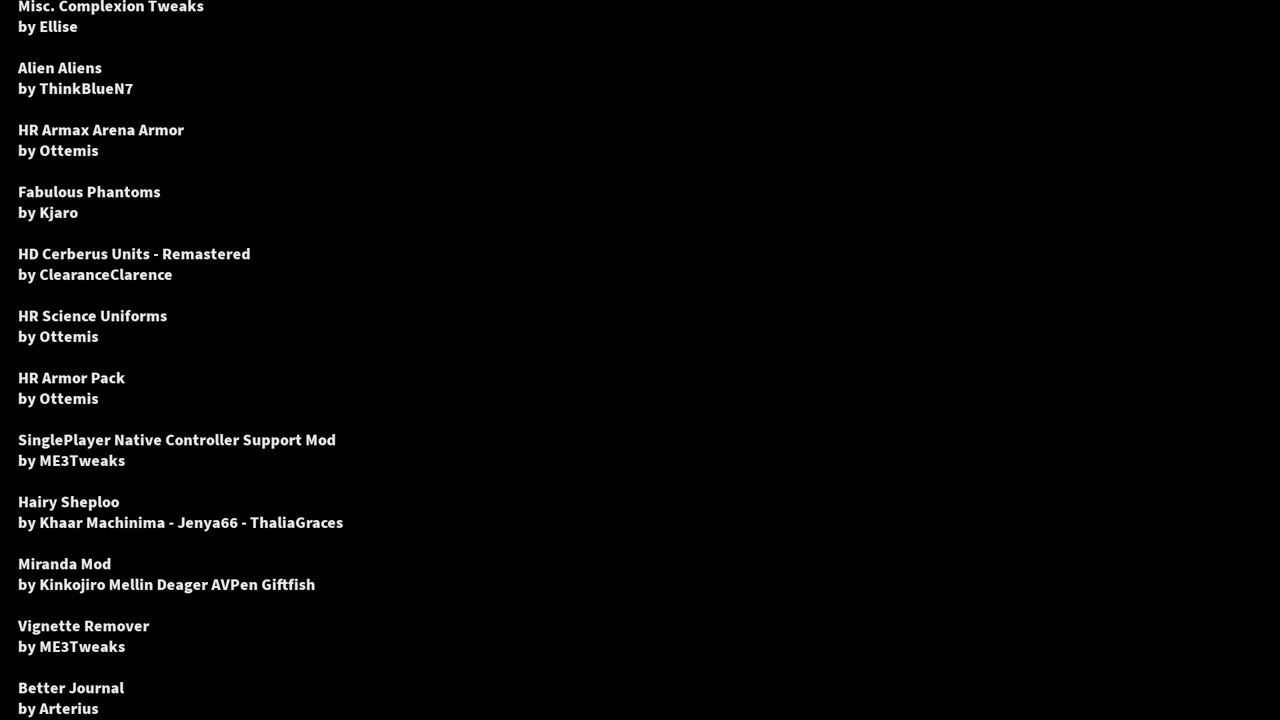 Misc. Complexion Tweaks
by Ellise
Alien Aliens
by ThinkBlueN7
HR Armax Arena Armor
by Ottemis
Fabulous Phantoms
by Kjaro
HD Cerberus Units - Remastered
by ClearanceClarence
HR Science Uniforms
by Ottemis
HR Armor Pack
by Ottemis
SinglePlayer Native Controller Support Mod
by ME3Tweaks
Hairy Sheploo
by Khaar Machinima - Jenya66 - ThaliaGraces
Miranda Mod
by Kinkojiro Mellin Deager AVPen Giftfish
Vignette Remover
by ME3Tweaks
Better Journal
by Arterius